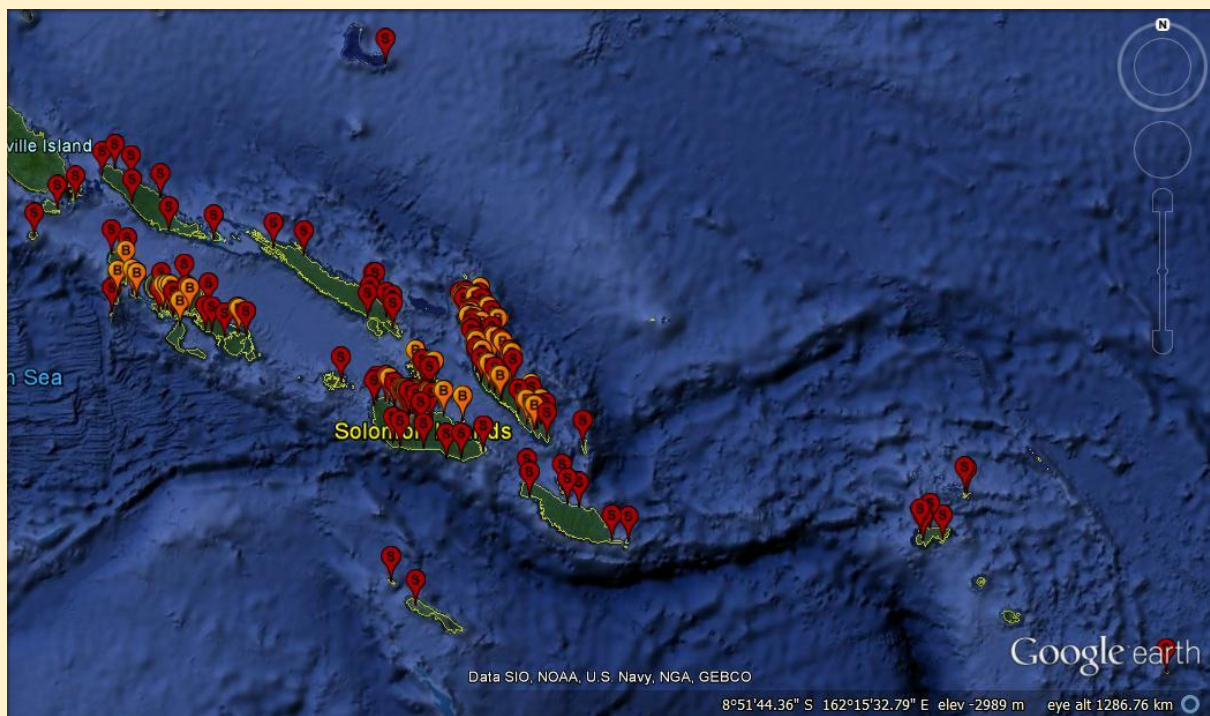 N
ville Island
n Sea
Solomon Islands
Google earth
Data SIO, NOAA, U.S. Navy, NGA, GEBCO
8°51'44.36" S 162°15'32.79" E elev -2989 m eye alt 1286.76 km